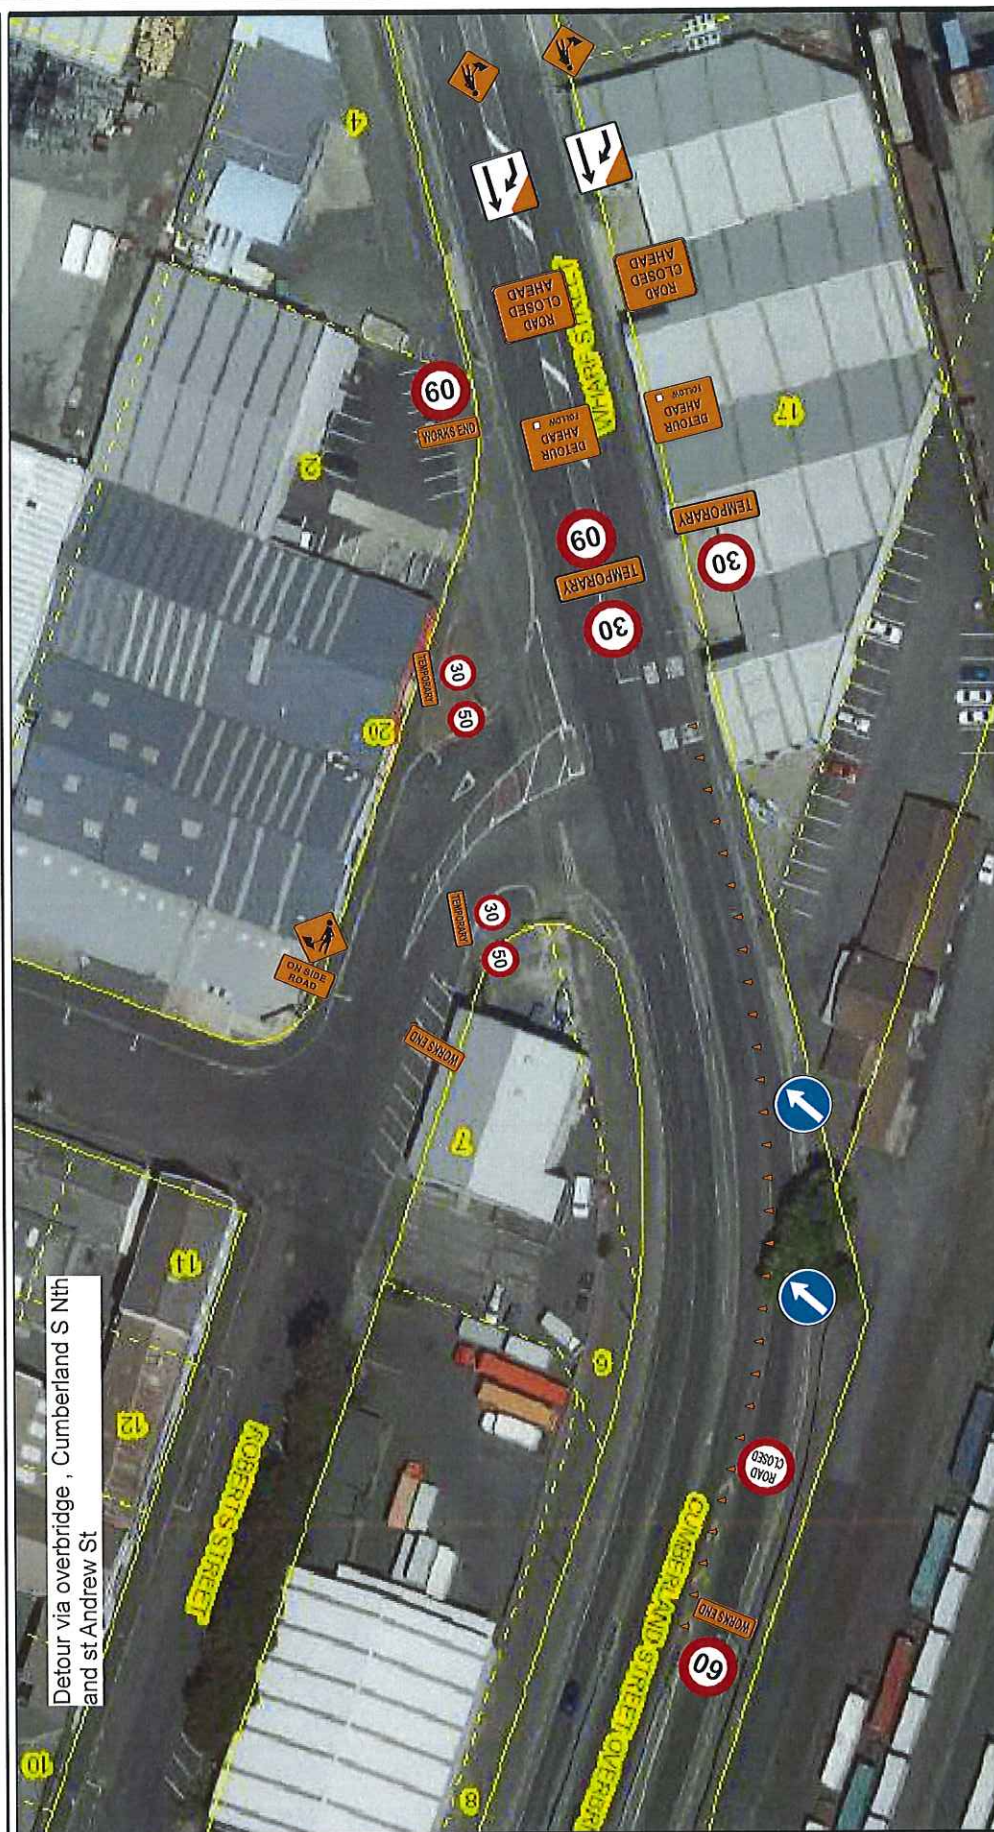 Detour via overbridge , Cumberland S Nth
and st Andrew St
4
ROAD
CLOSED
AHEAD
ROAD
CLOSED
AHEAD
WHARF STREET
60
WORKS END
DETOUR
AHEAD
FOLLOW
DETOUR
AHEAD
FOLLOW
17
12
60
TEMPORARY
30
TEMPORARY
30
TEMPORARY
30
50
20
TEMPORARY
30
50
ON SIDE
ROAD
WORKS END
7
11
12
6
ROBERTS STREET
ROAD
CLOSED
CUMBERLAND STREET OVERBRI
WORKS END
60
10
8